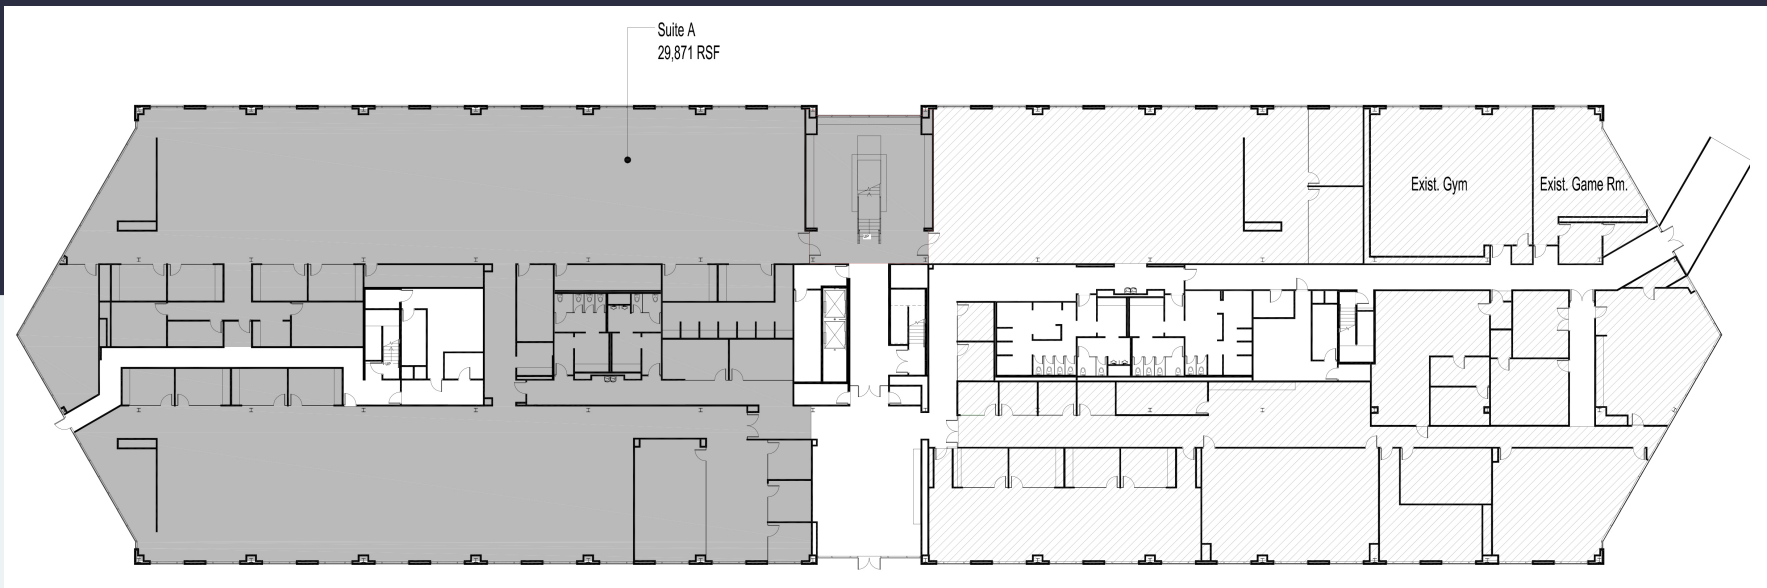 Suite A
29,871 RSF
Exist. Gym
Exist. Game Rm.